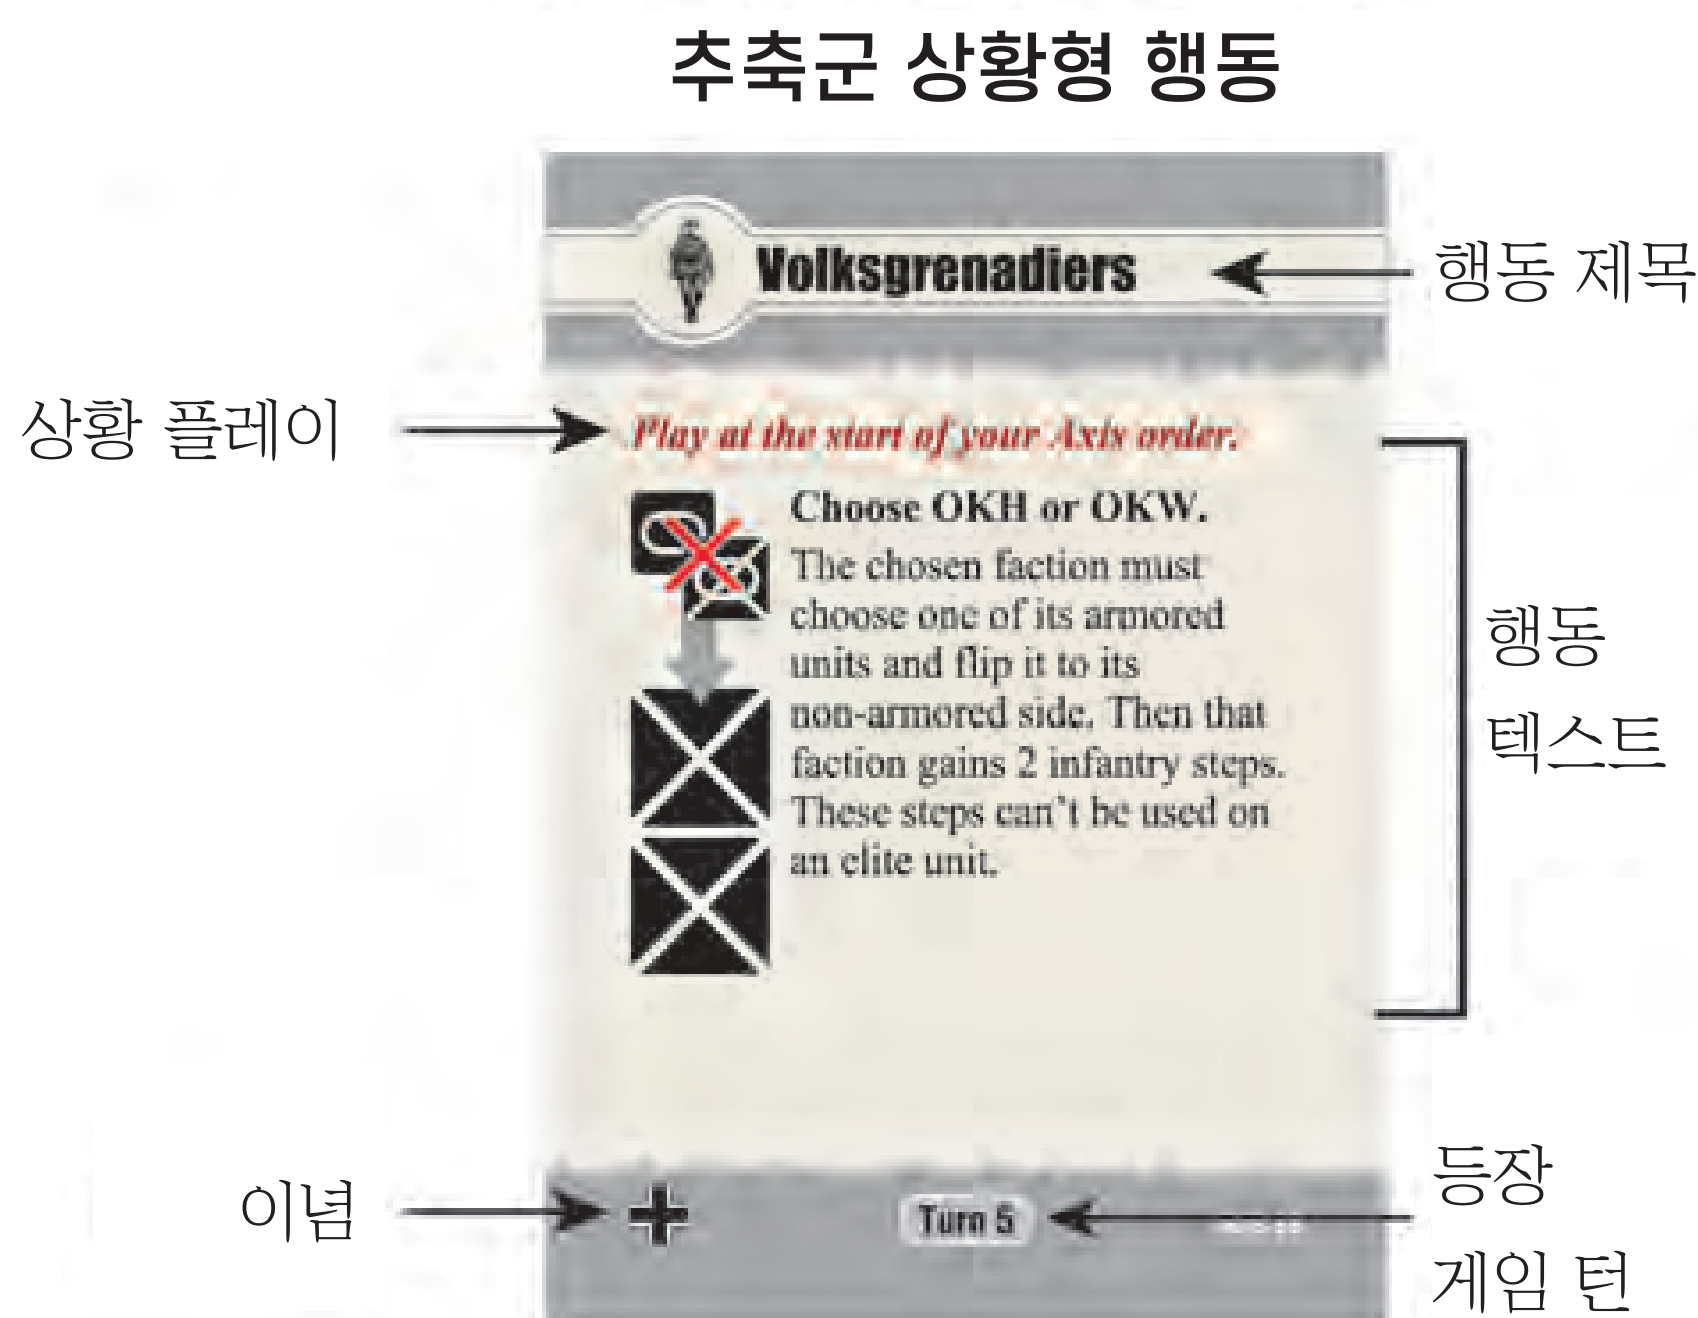 추축군 상황형 행동
Volksgrenadiers
행동 제목
상황 플레이
Play at the start of your Axis order.
Choose OKH or OKW.
The chosen faction must
choose one of its armored
units and flip it to its
non-armored side. Then that
faction gains 2 infantry steps.
These steps can't be used on
an elite unit.
행동
텍스트
이념
Turn 5
등장
게임 턴